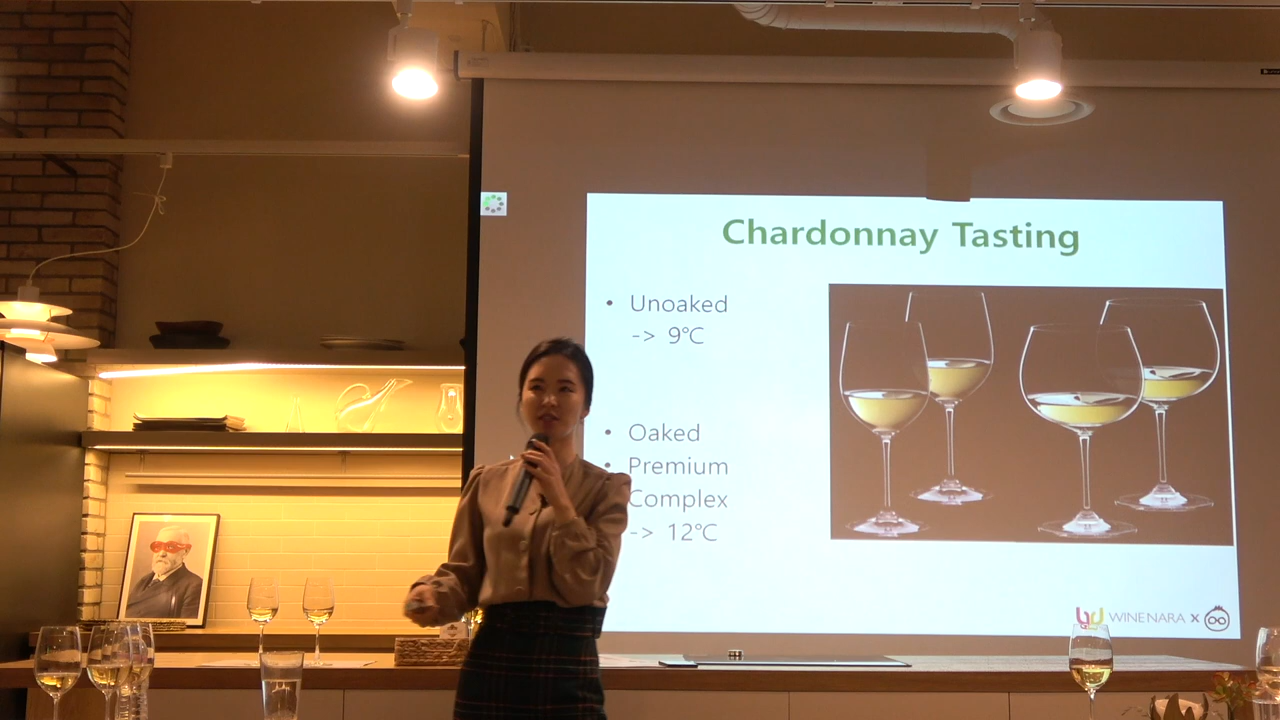 Chardonnay Tasting
• Unoaked
-> 9℃
• Oaked
• Premium
Complex
-> 12℃
WINENARA X